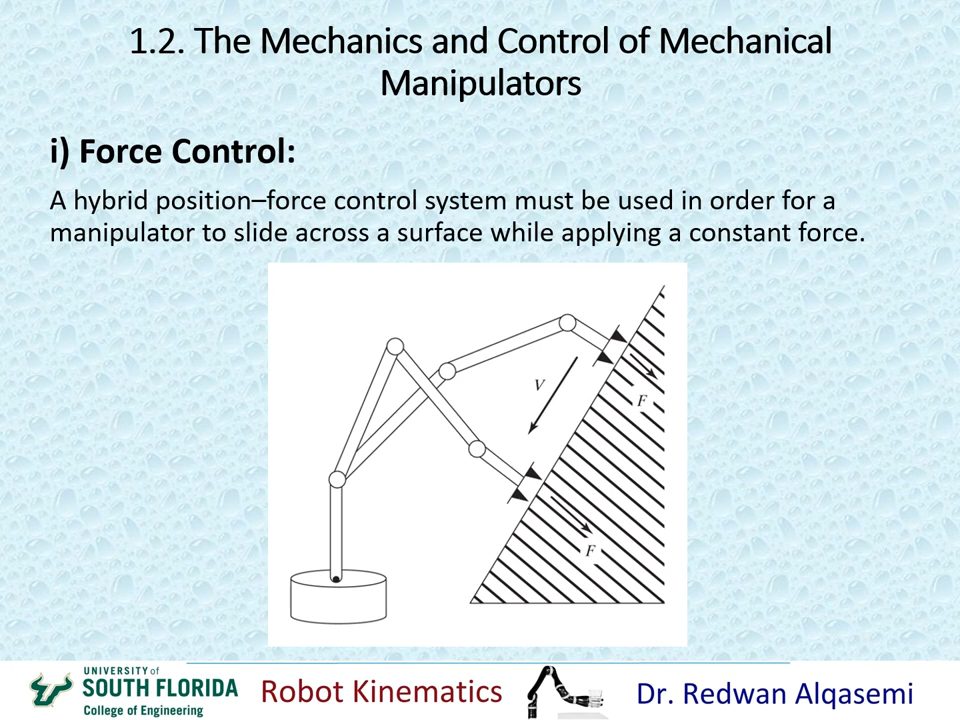 1.2. The Mechanics and Control of Mechanical
Manipulators
i) Force Control:
A hybrid position–force control system must be used in order for a
manipulator to slide across a surface while applying a constant force.
V
F
F
UNIVERSITY of
SOUTH FLORIDA
College of Engineering
Robot Kinematics
Dr. Redwan Alqasemi